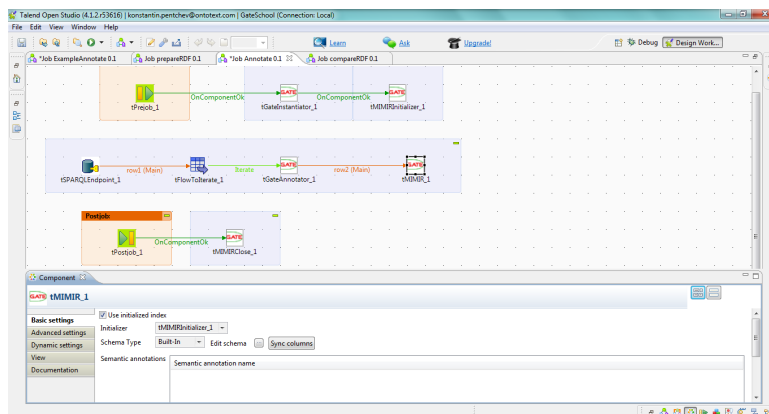 Talend Open Studio (4.1.2.r53616) | konstantin.pentchev@ontotext.com | GateSchool (Connection: Local)
File Edit View Window Help
Learn Ask Upgrade! Debug Design Work...
*Job ExampleAnnotate 0.1 Job prepareRDF 0.1 *Job Annotate 0.1 Job compareRDF 0.1
OnComponentOk OnComponentOk
tPrejob_1 tGateInstantiator_1 tMIMIRInitializer_1
row1 (Main) Iterate row2 (Main)
tSPARQLEndpoint_1 tFlowToIterate_1 tGateAnnotator_1 tMIMIR_1
Postjob:
OnComponentOk
tPostjob_1 tMIMIRClose_1
Component
GATE tMIMIR_1
Basic settings
Advanced settings
Dynamic settings
View
Documentation
Use initialized index
Initializer tMIMIRInitializer_1
Schema Type Built-In Edit schema Sync columns
Semantic annotations Semantic annotation name